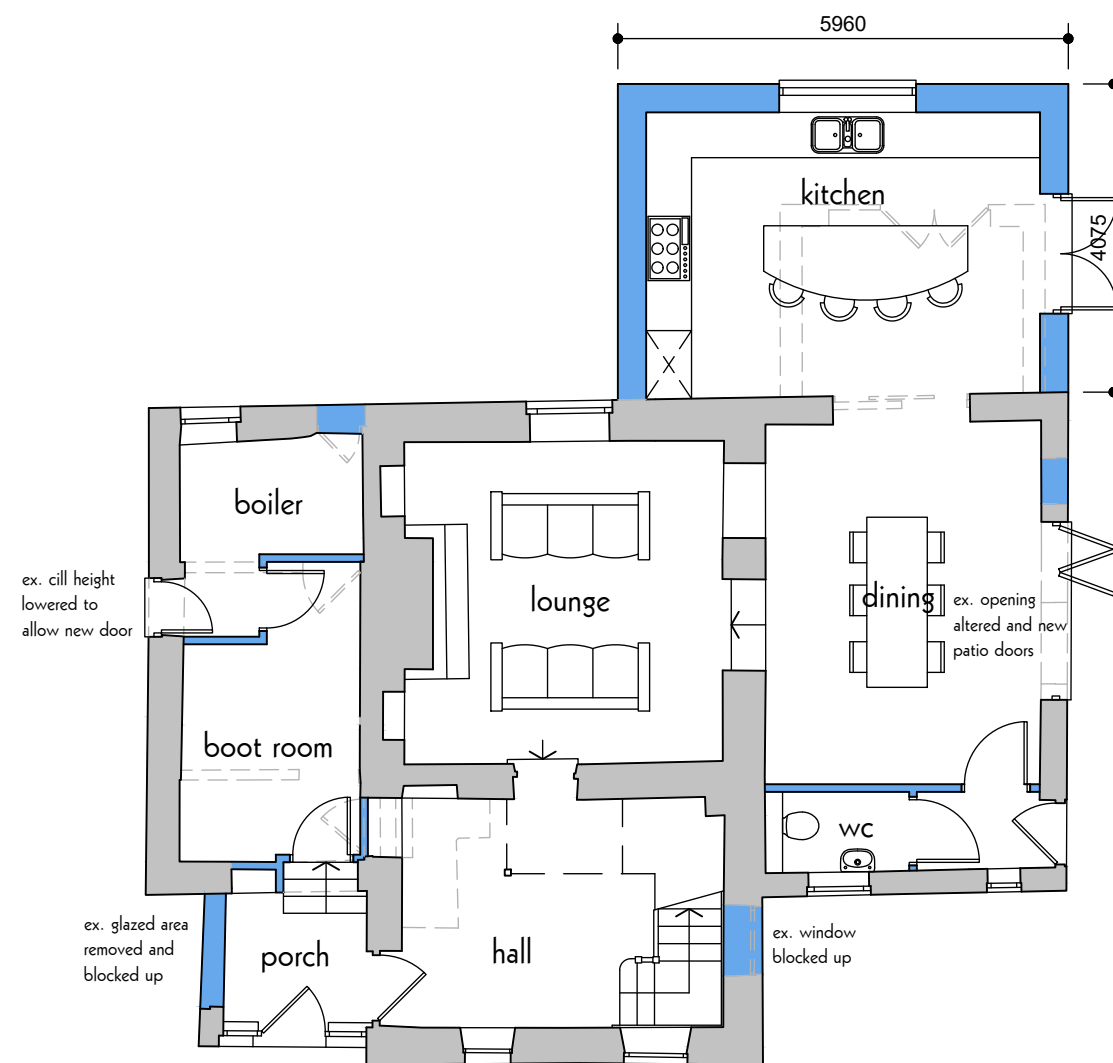 5960
kitchen
4075
boiler
ex. cill height
lowered to
allow new door
lounge
dining
ex. opening
altered and new
patio doors
boot room
wc
ex. glazed area
removed and
blocked up
porch
hall
ex. window
blocked up